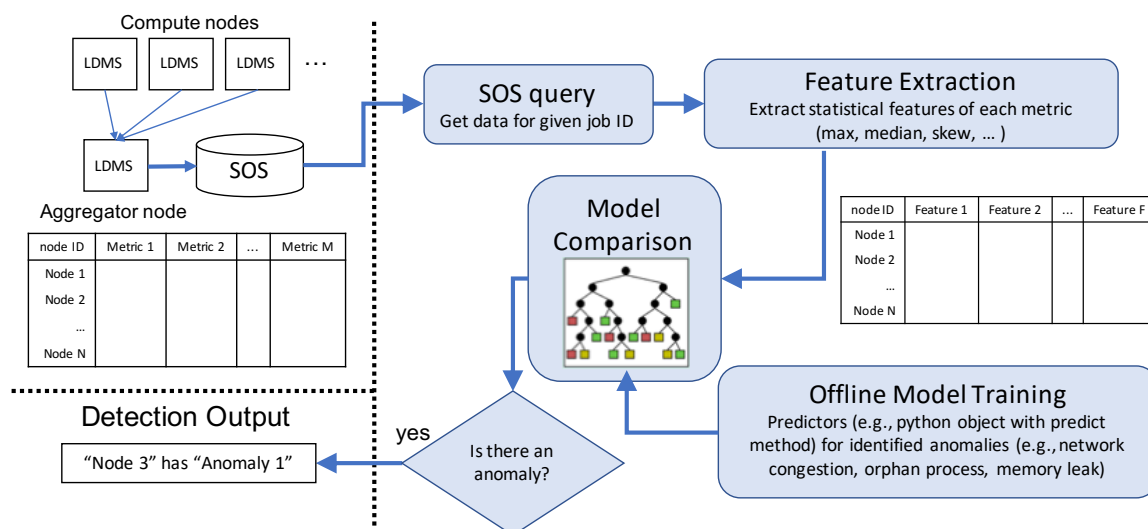 Compute nodes
LDMS
LDMS
LDMS
...
LDMS
SOS
Aggregator node
node ID Metric 1 Metric 2 ... Metric M
Node 1
Node 2
...
Node N
SOS query
Get data for given job ID
Feature Extraction
Extract statistical features of each metric
(max, median, skew, ... )
Model
Comparison
node ID Feature 1 Feature 2 ... Feature F
Node 1
Node 2
...
Node N
Offline Model Training
Predictors (e.g., python object with predict
method) for identified anomalies (e.g., network
congestion, orphan process, memory leak)
Is there an
anomaly?
yes
Detection Output
“Node 3” has “Anomaly 1”